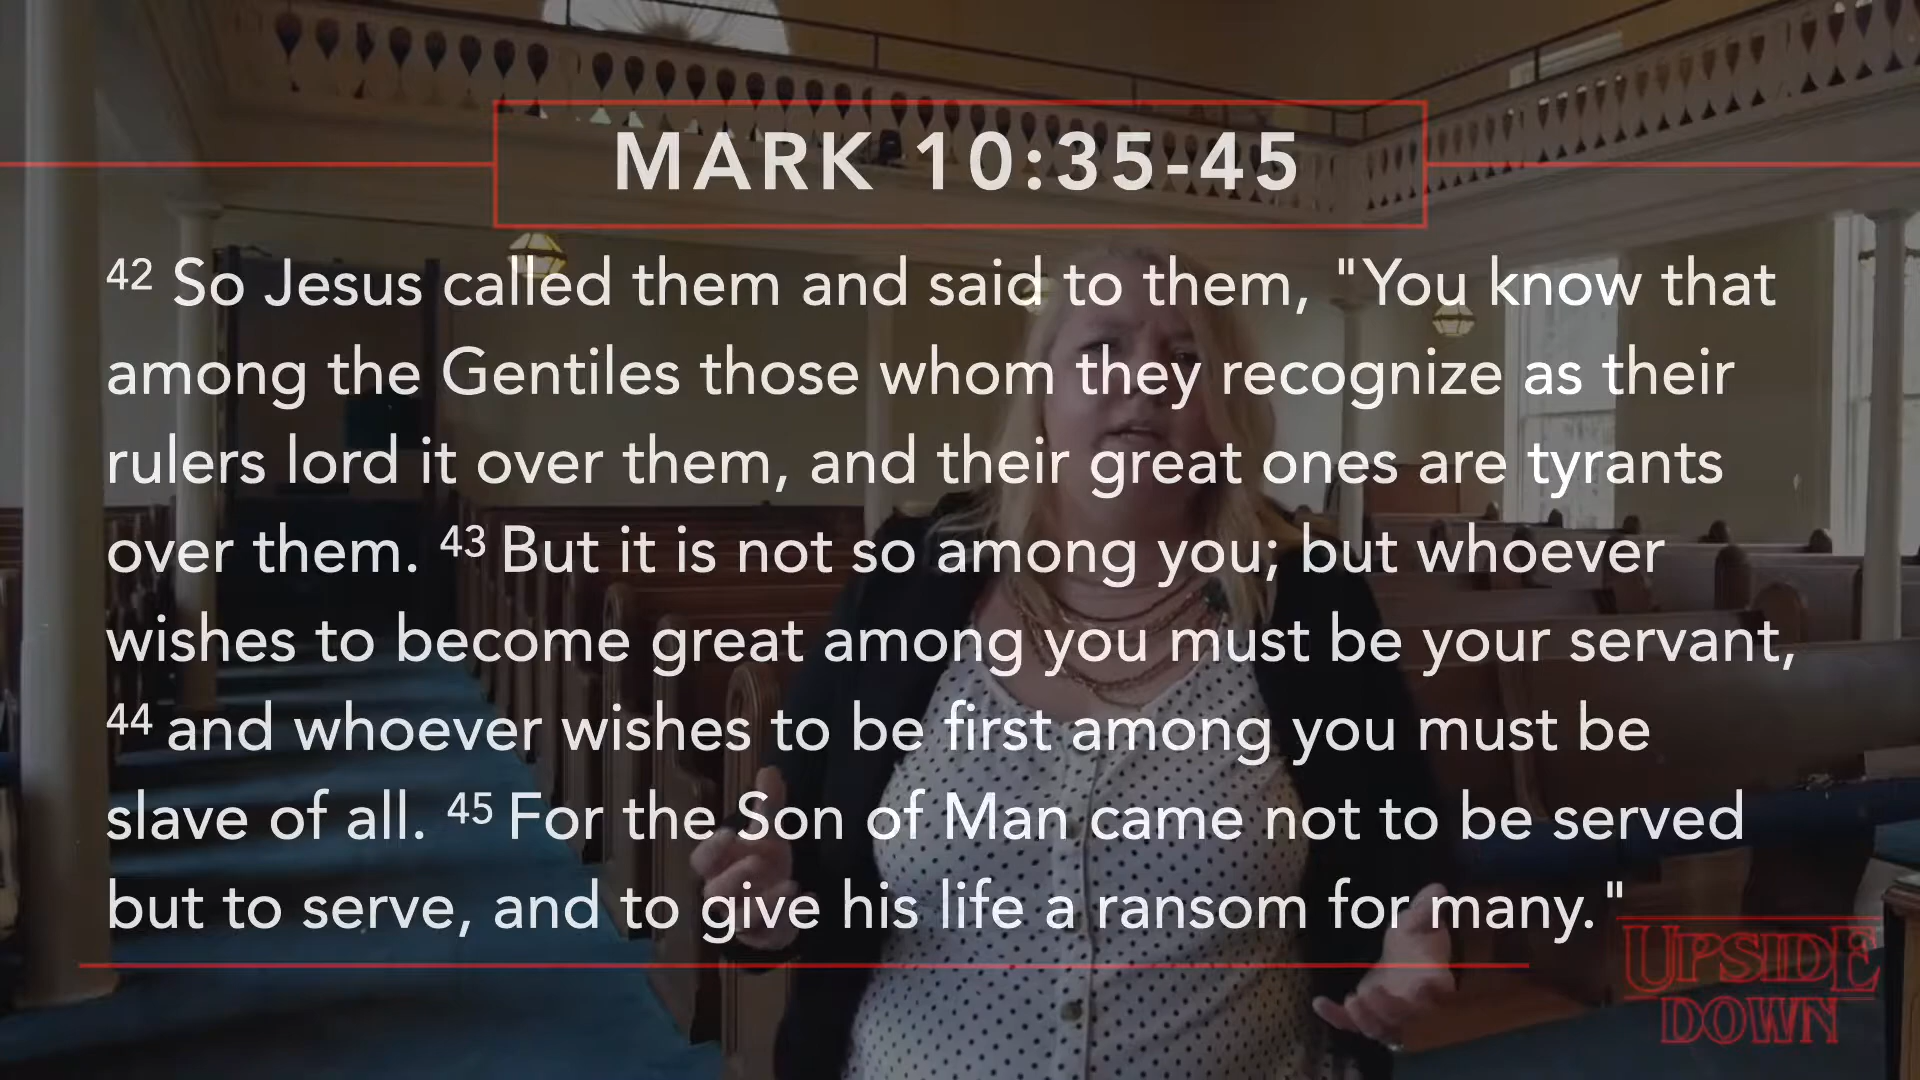 MARK 10:35-45
42 So Jesus called them and said to them, "You know that
among the Gentiles those whom they recognize as their
rulers lord it over them, and their great ones are tyrants
over them. 43 But it is not so among you; but whoever
wishes to become great among you must be your servant,
44 and whoever wishes to be first among you must be
slave of all. 45 For the Son of Man came not to be served
but to serve, and to give his life a ransom for many."
UPSIDE
DOWN